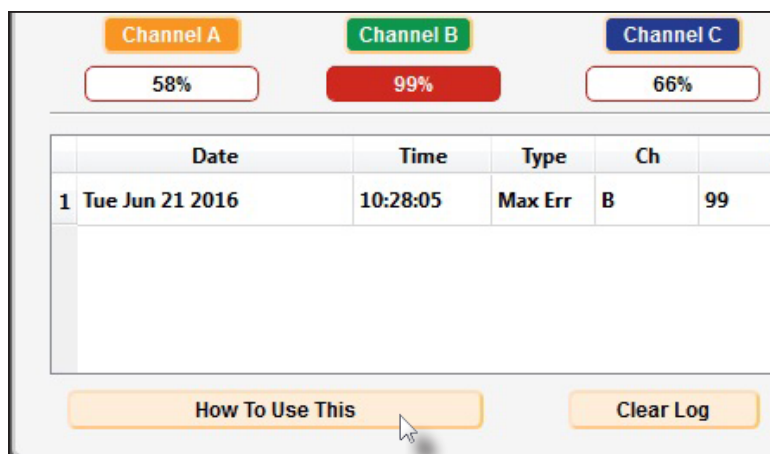 Channel A Channel B Channel C
58% 99% 66%
Date Time Type Ch
1 Tue Jun 21 2016 10:28:05 Max Err B 99
How To Use This Clear Log